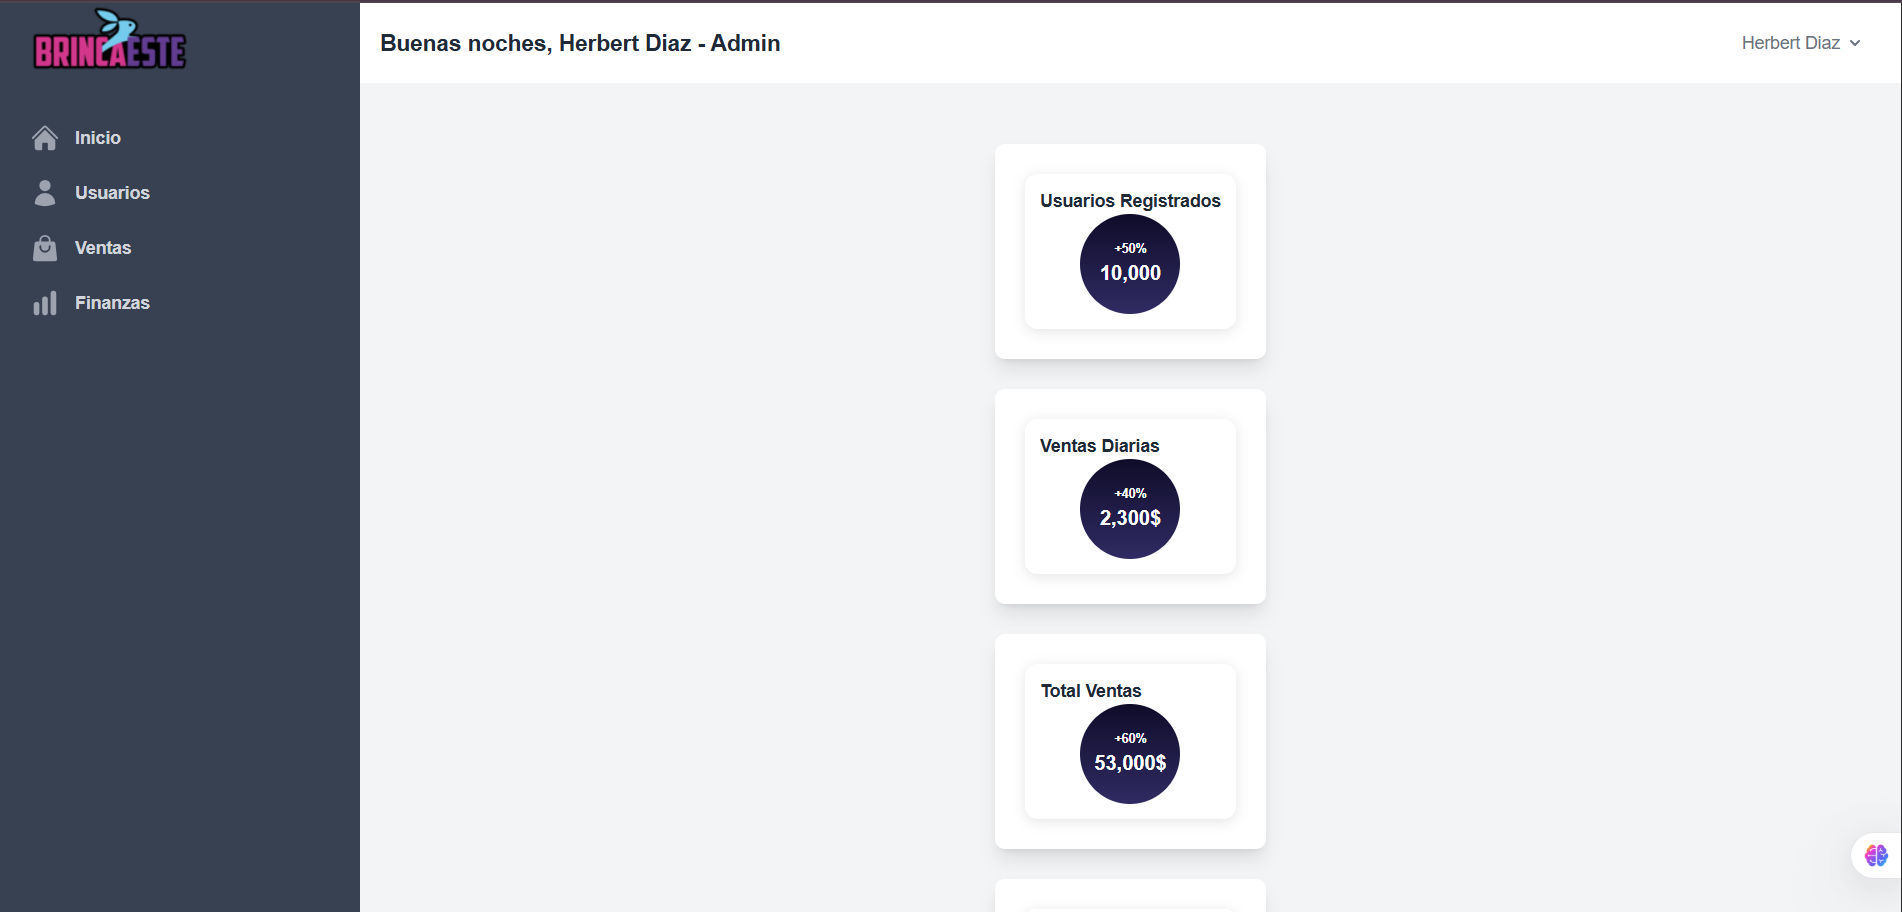 BRINCAESTE
Buenas noches, Herbert Diaz - Admin
Herbert Diaz
Inicio
Usuarios
Ventas
Finanzas
Usuarios Registrados
+50%
10,000
Ventas Diarias
+40%
2,300$
Total Ventas
+60%
53,000$